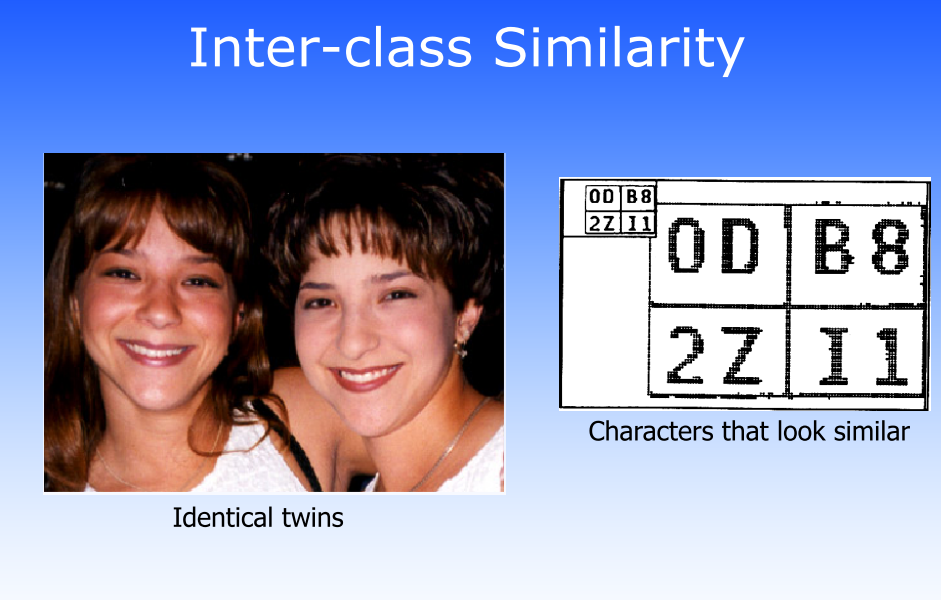 Inter-class Similarity
0D B8
2Z I1
0D B8
2Z I1
Characters that look similar
Identical twins